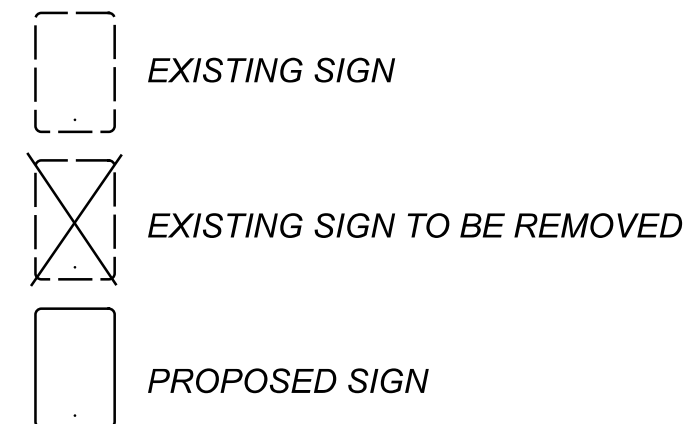 EXISTING SIGN
EXISTING SIGN TO BE REMOVED
PROPOSED SIGN